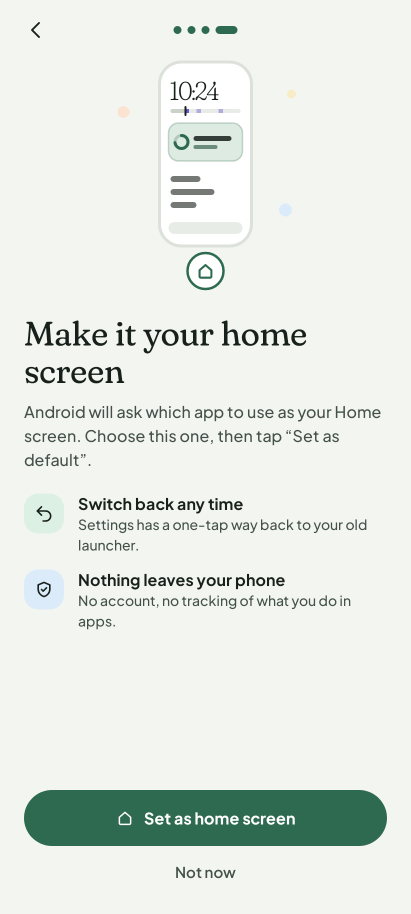 10:24
Make it your home
screen
Android will ask which app to use as your Home
screen. Choose this one, then tap “Set as
default”.
Switch back any time
Settings has a one-tap way back to your old
launcher.
Nothing leaves your phone
No account, no tracking of what you do in
apps.
Set as home screen
Not now